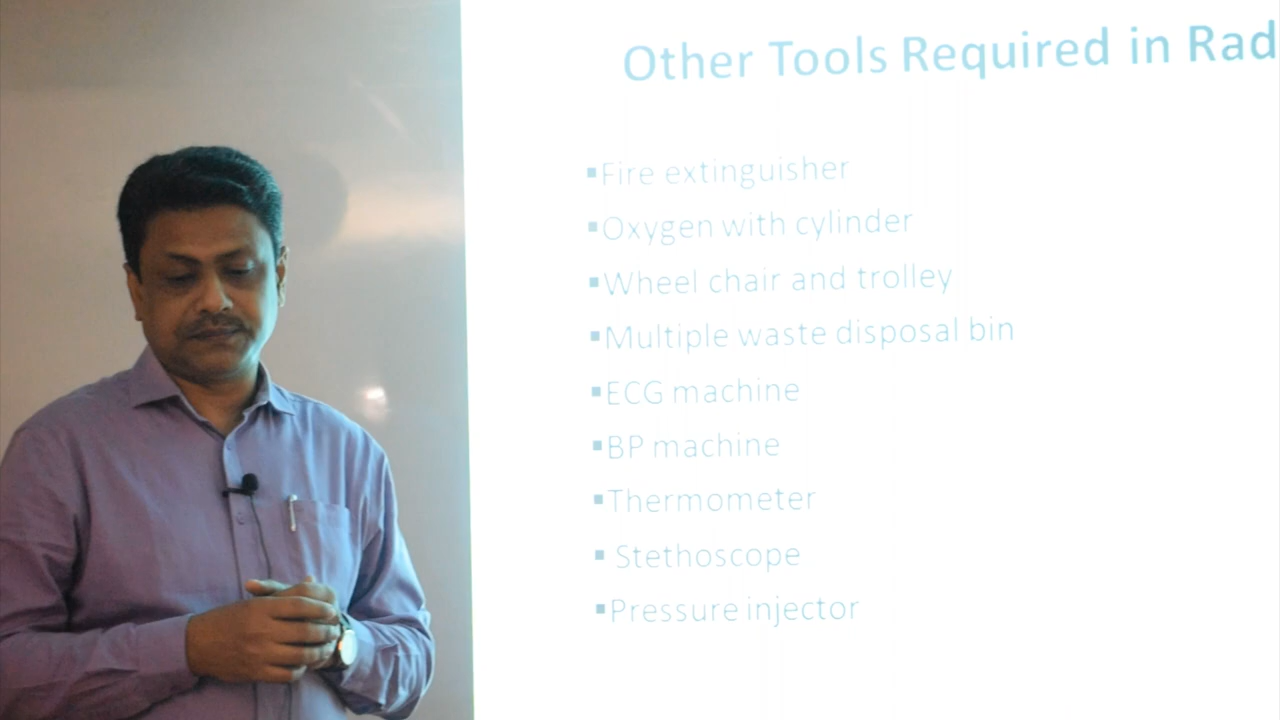 Other Tools Required in Rad
▪Fire extinguisher
▪Oxygen with cylinder
▪Wheel chair and trolley
▪Multiple waste disposal bin
▪ECG machine
▪BP machine
▪Thermometer
▪ Stethoscope
▪Pressure injector